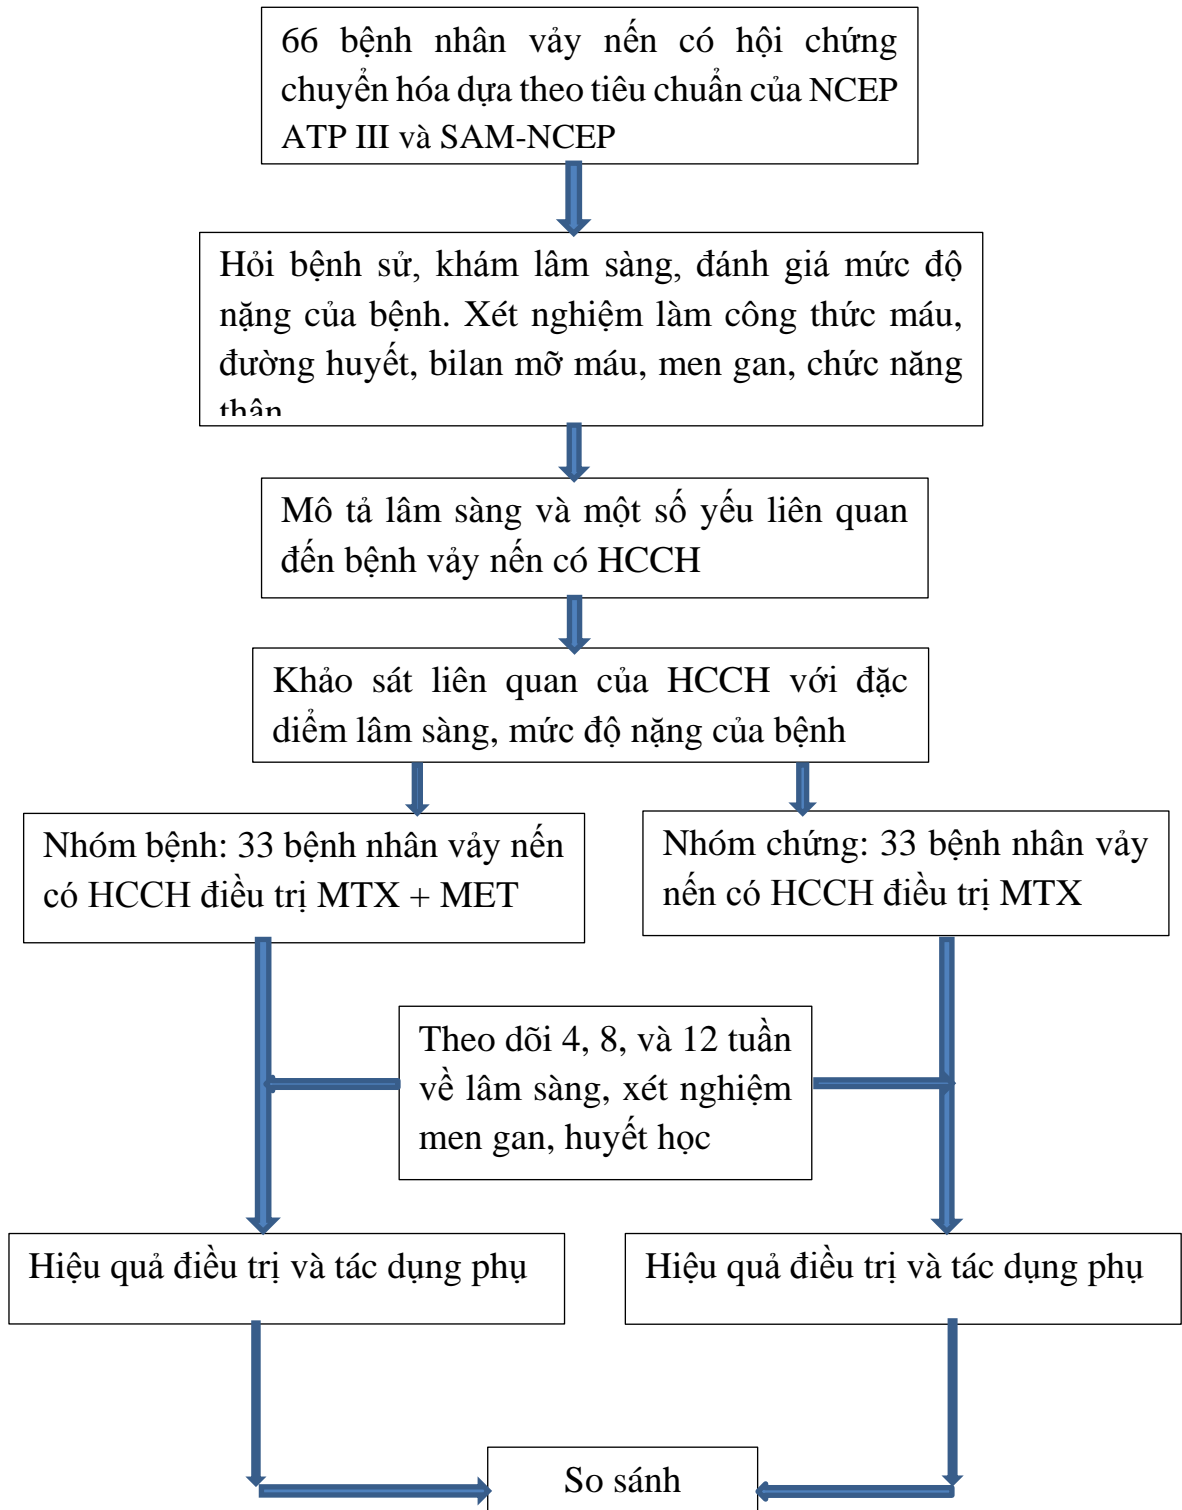 66 bệnh nhân vảy nến có hội chứng
chuyển hóa dựa theo tiêu chuẩn của NCEP
ATP III và SAM-NCEP
Hỏi bệnh sử, khám lâm sàng, đánh giá mức độ
nặng của bệnh. Xét nghiệm làm công thức máu,
đường huyết, bilan mỡ máu, men gan, chức năng
thận
Mô tả lâm sàng và một số yếu liên quan
đến bệnh vảy nến có HCCH
Khảo sát liên quan của HCCH với đặc
diểm lâm sàng, mức độ nặng của bệnh
Nhóm bệnh: 33 bệnh nhân vảy nến
có HCCH điều trị MTX + MET
Nhóm chứng: 33 bệnh nhân vảy
nến có HCCH điều trị MTX
Theo dõi 4, 8, và 12 tuần
về lâm sàng, xét nghiệm
men gan, huyết học
Hiệu quả điều trị và tác dụng phụ
Hiệu quả điều trị và tác dụng phụ
So sánh